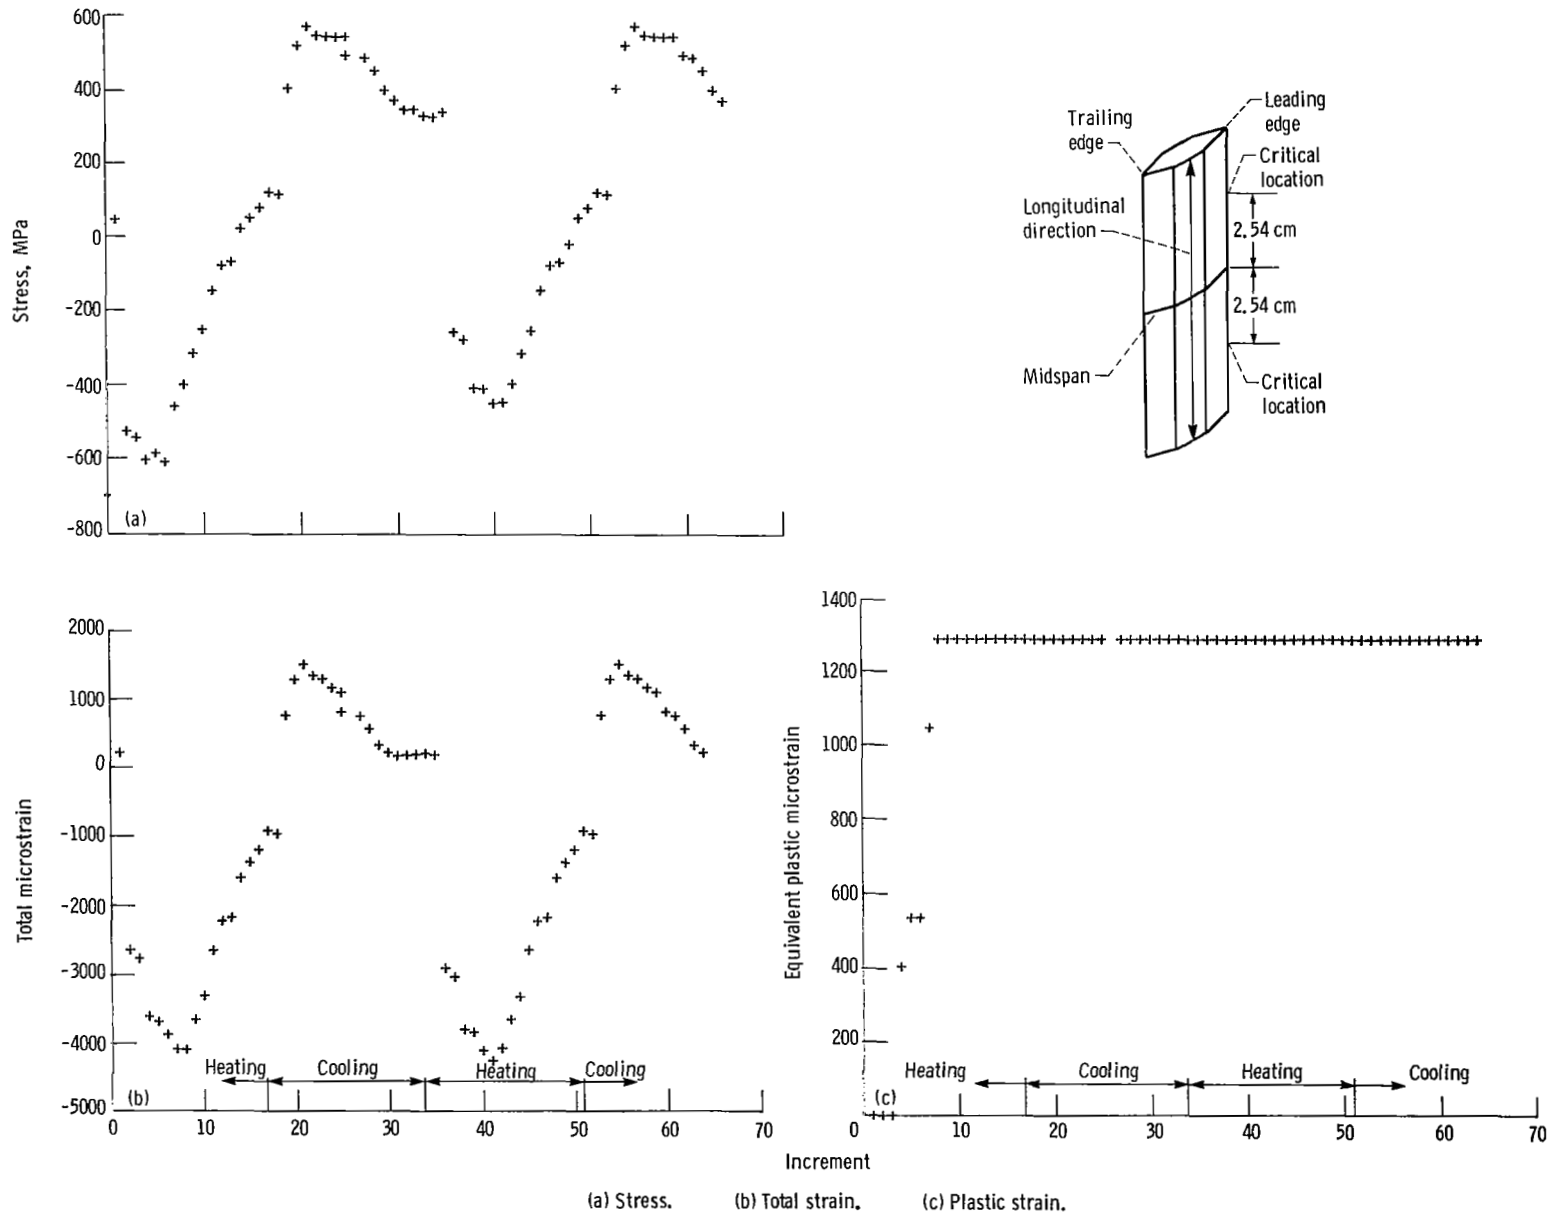 600
400
200
0
-200
-400
-600
-800
Stress, MPa
(a)
Trailing
edge
Leading
edge
Critical
location
Longitudinal
direction
2.54 cm
2.54 cm
Midspan
Critical
location
2000
1000
0
-1000
-2000
-3000
-4000
-5000
Total microstrain
Heating
Cooling
Heating
Cooling
(b)
0 10 20 30 40 50 60 70
1400
1200
1000
800
600
400
200
0
Equivalent plastic microstrain
Heating
Cooling
Heating
Cooling
(c)
10 20 30 40 50 60 70
Increment
(a) Stress. (b) Total strain. (c) Plastic strain.